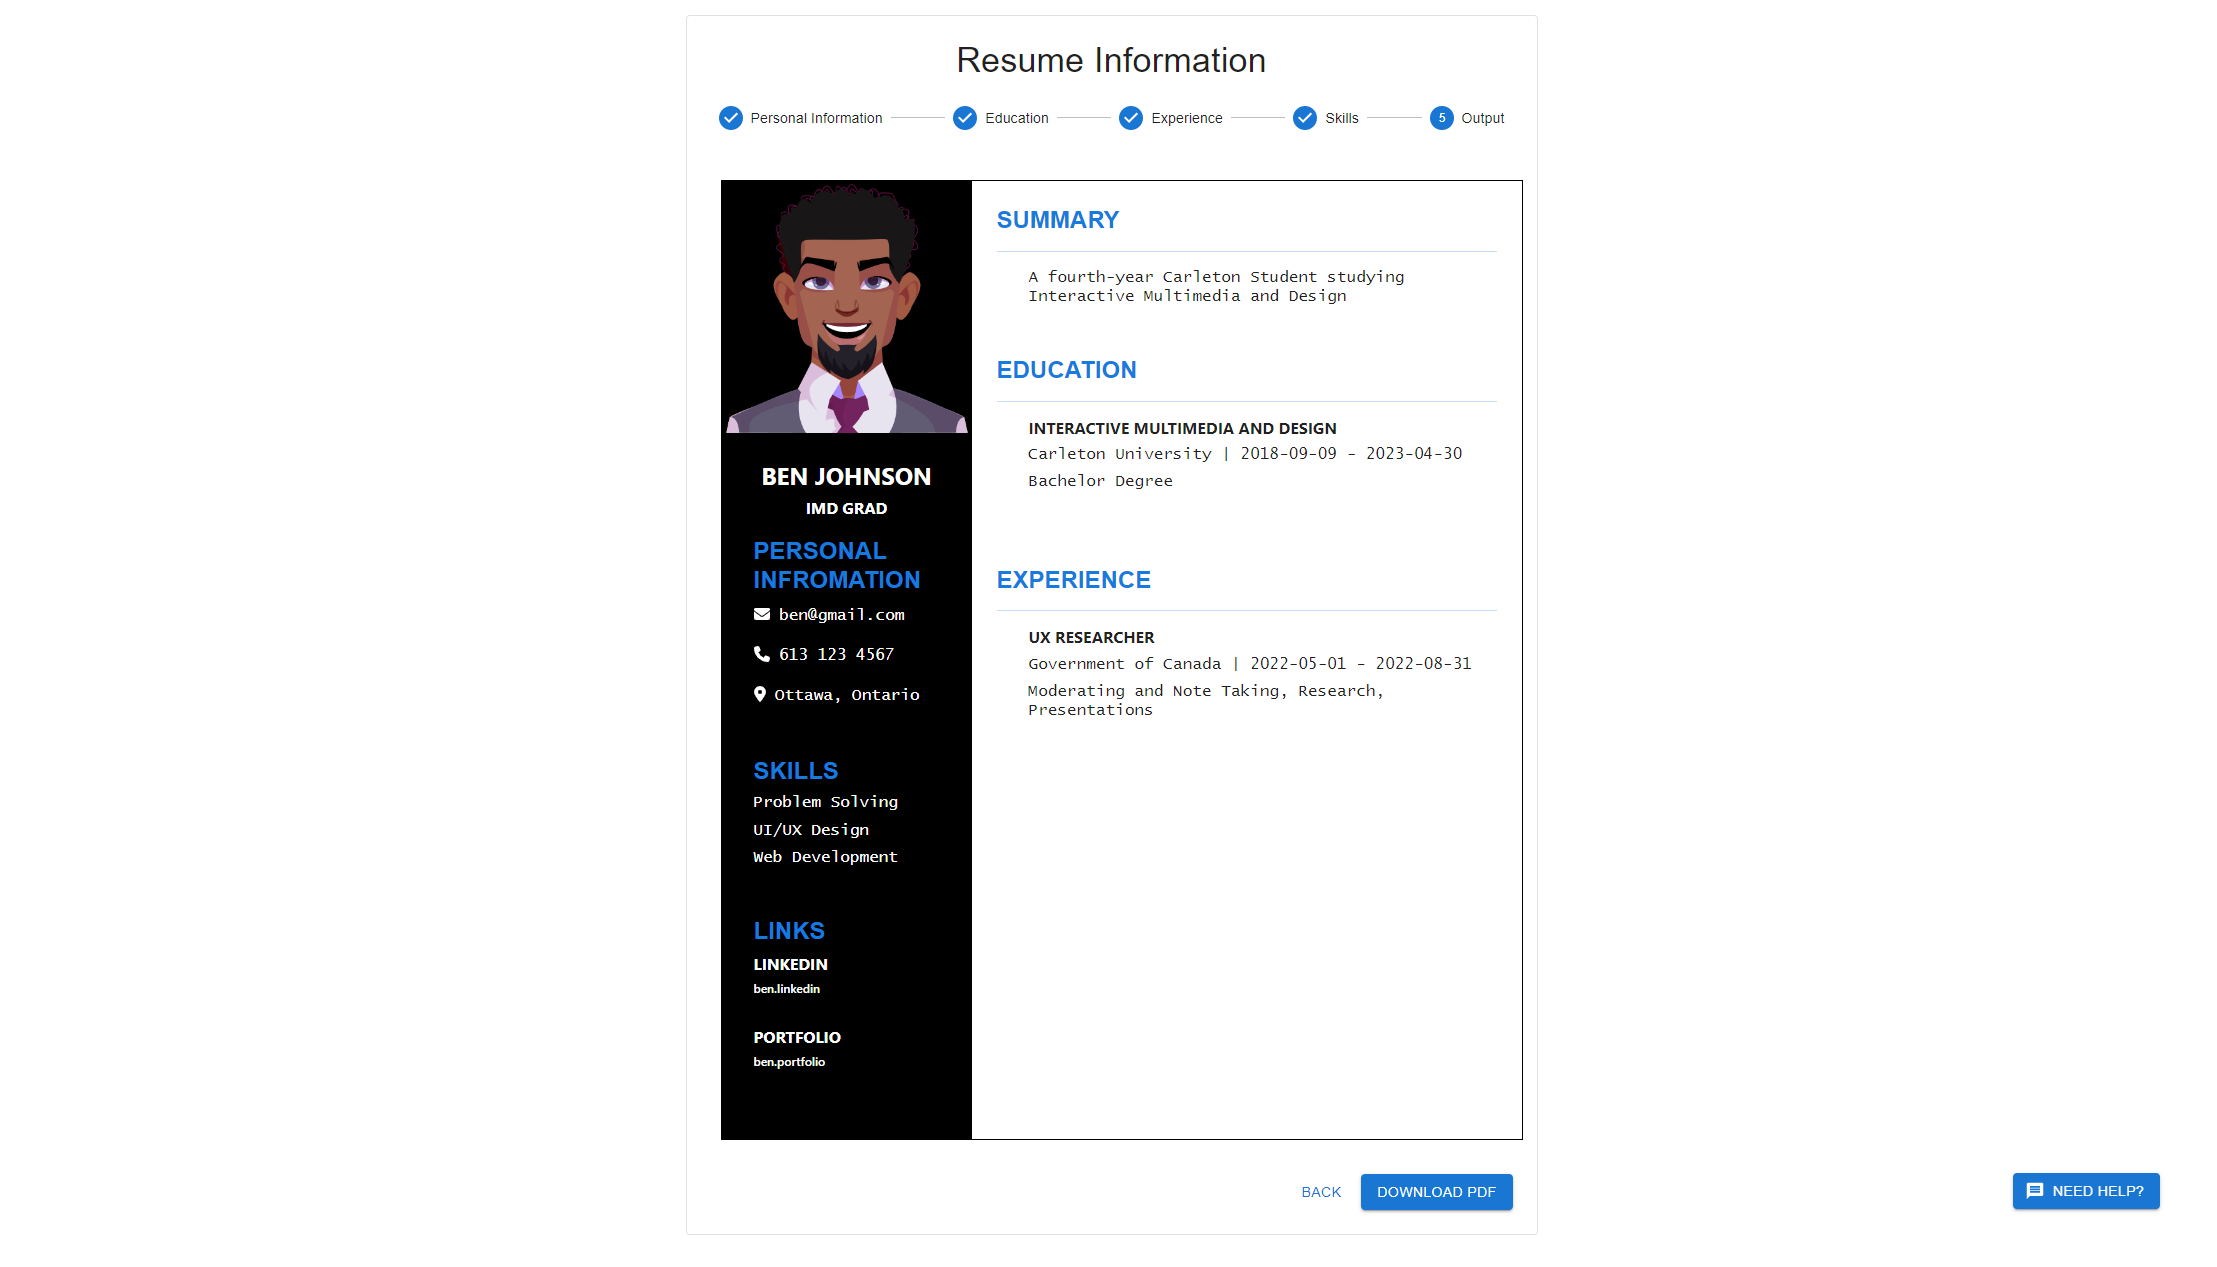 Resume Information
Personal Information
Education
Experience
Skills
5 Output
BEN JOHNSON
IMD GRAD
PERSONAL
INFROMATION
ben@gmail.com
613 123 4567
Ottawa, Ontario
SKILLS
Problem Solving
UI/UX Design
Web Development
LINKS
LINKEDIN
ben.linkedin
PORTFOLIO
ben.portfolio
SUMMARY
A fourth-year Carleton Student studying
Interactive Multimedia and Design
EDUCATION
INTERACTIVE MULTIMEDIA AND DESIGN
Carleton University | 2018-09-09 - 2023-04-30
Bachelor Degree
EXPERIENCE
UX RESEARCHER
Government of Canada | 2022-05-01 - 2022-08-31
Moderating and Note Taking, Research,
Presentations
BACK
DOWNLOAD PDF
NEED HELP?